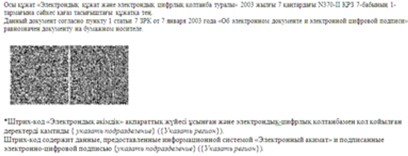 Осы құжат «Электрондық құжат және электрондық цифрлық қолтаңба туралы» 2003 жылғы 7 қаңтардағы N370-II ҚРЗ 7-бабының 1-
тармағына сәйкес қағаз тасығыштағы құжатқа тең.
Данный документ согласно пункту 1 статьи 7 ЗРК от 7 января 2003 года «Об электронном документе и электронной цифровой подписи»
равнозначен документу на бумажном носителе.
*Штрих-код «Электрондық әкімдік» ақпараттық жүйесі ұсынған және электрондық-цифрлық қолтаңбамен қол қойылған
деректерді қамтиды (указать подразделение) ({Указать регион}).
Штрих-код содержит данные, предоставленные информационной системой «Электронный акимат» и подписанные
электронно-цифровой подписью (указать подразделение) ({Указать регион}).